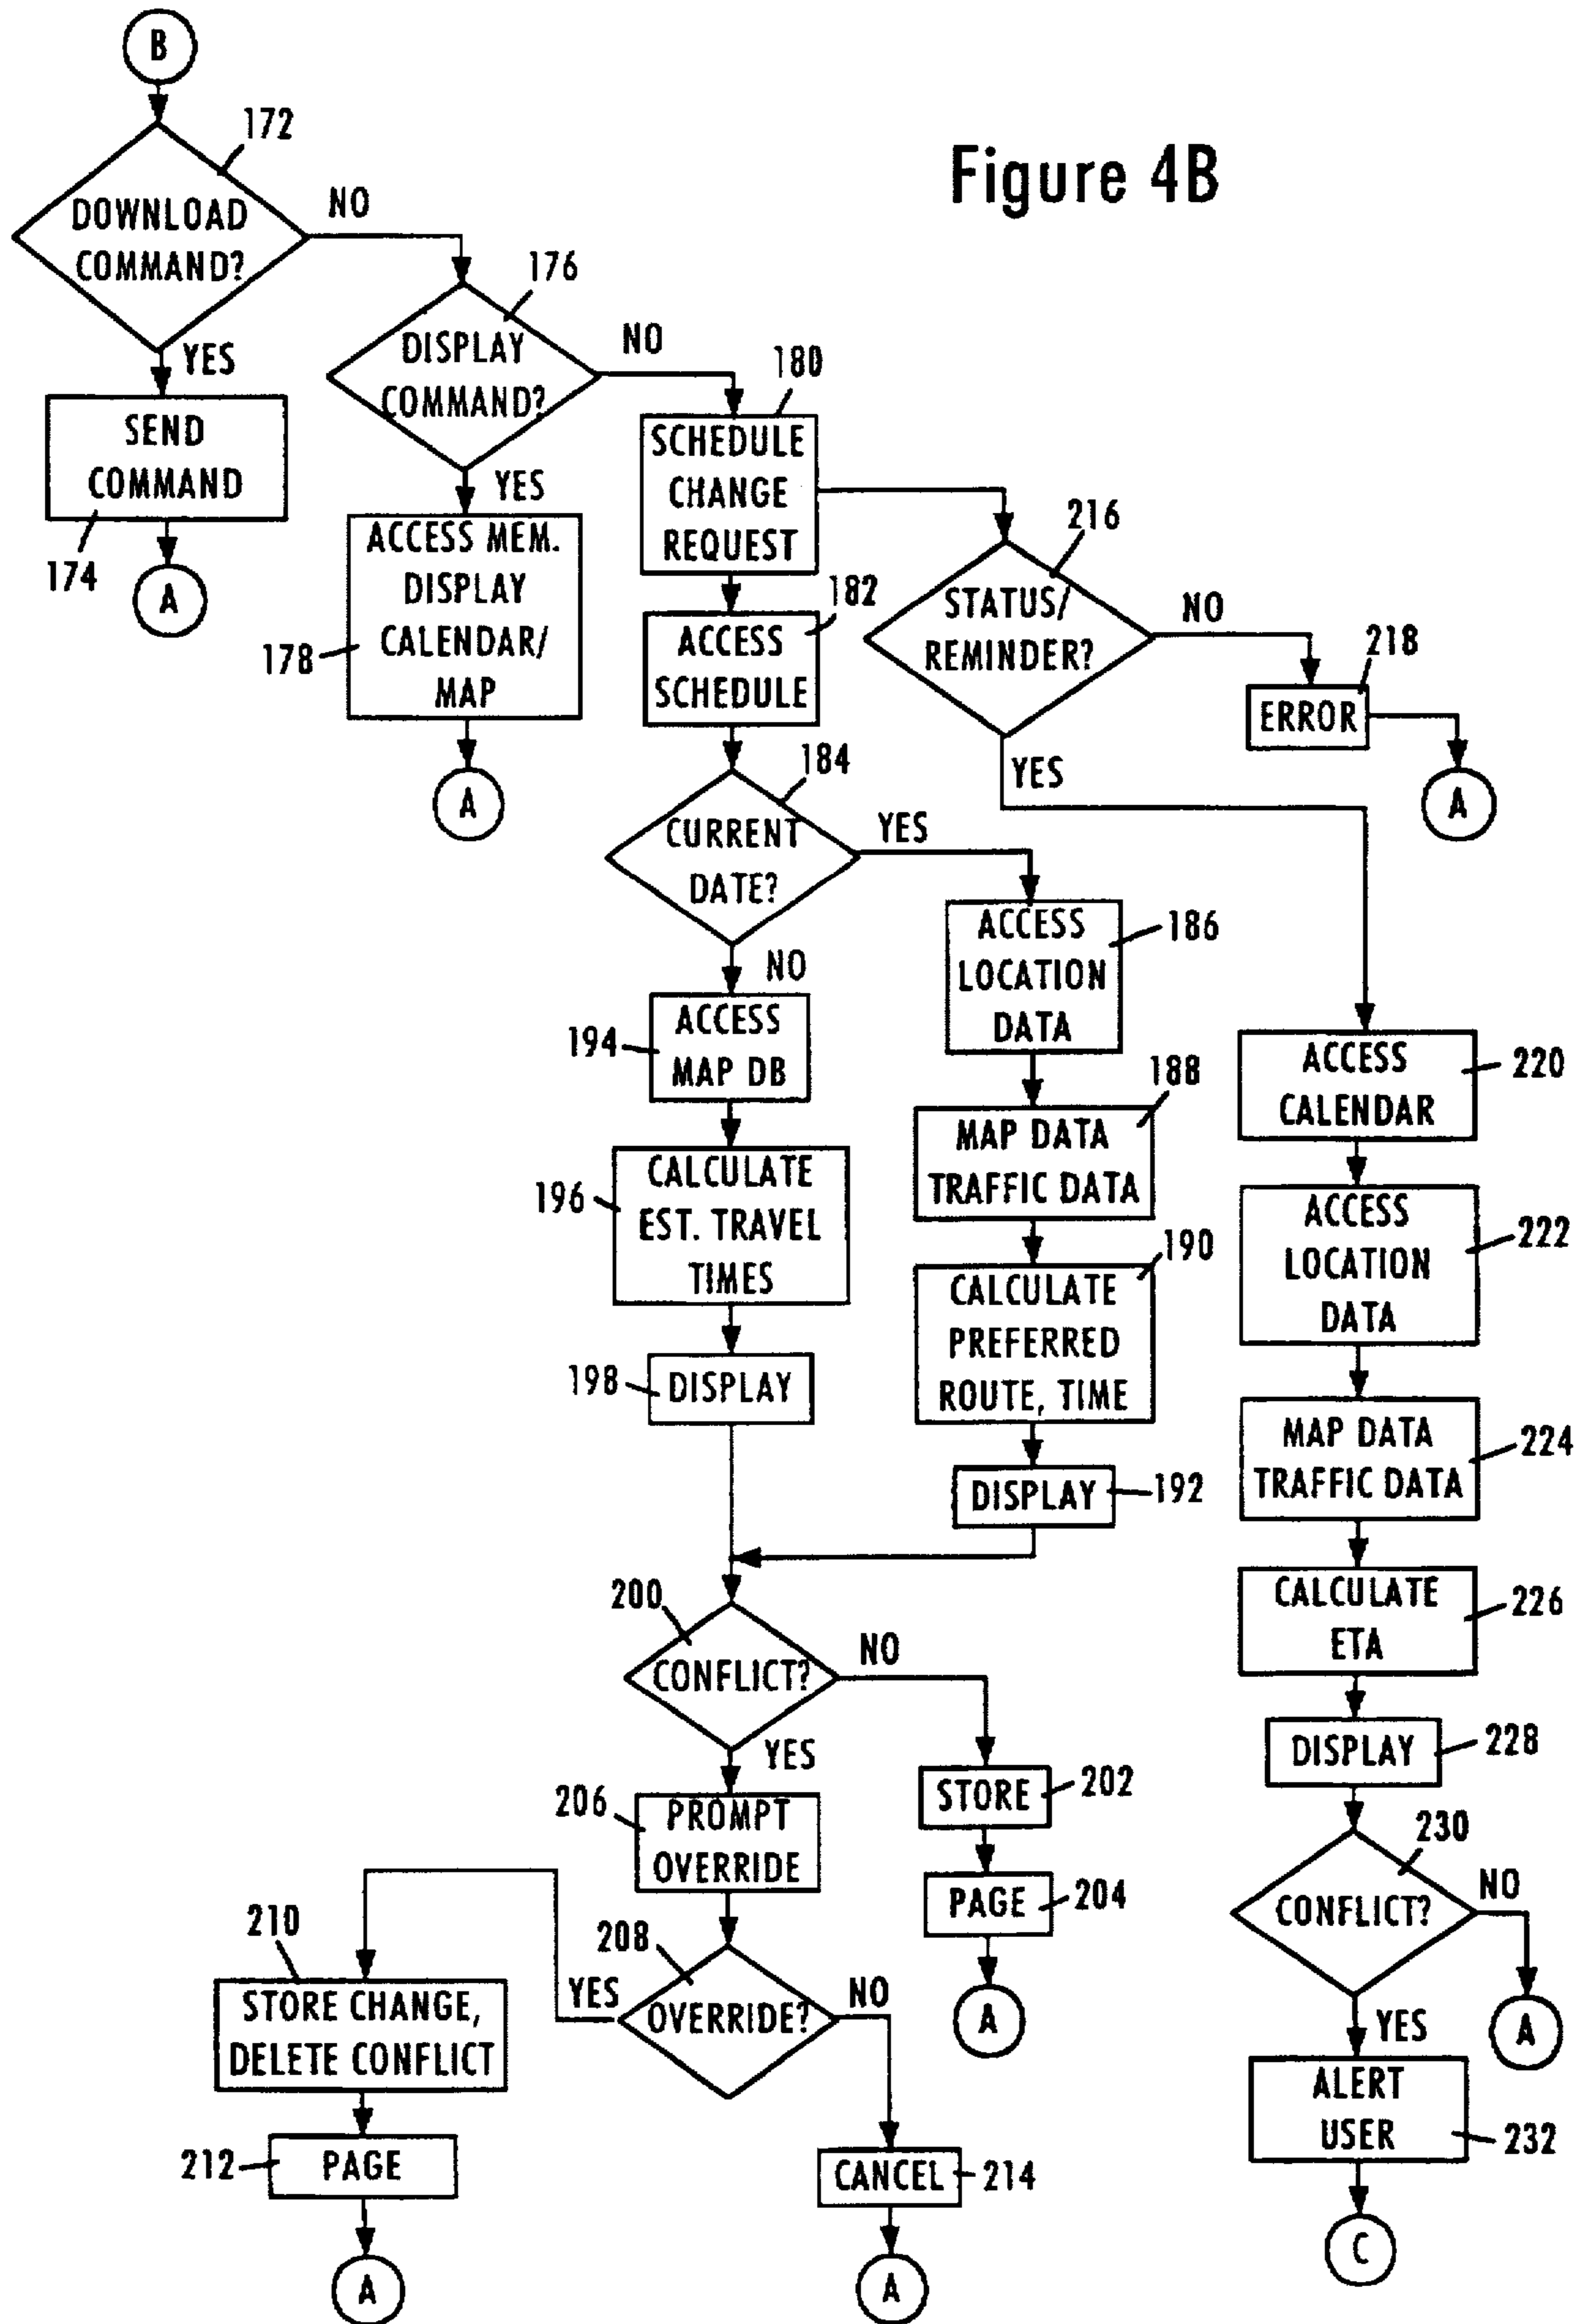 B
172
Figure 4B
DOWNLOAD
COMMAND?
NO
YES
SEND
COMMAND
174
A
176
DISPLAY
COMMAND?
NO
YES
ACCESS MEM.
DISPLAY
CALENDAR/
MAP
178
A
180
SCHEDULE
CHANGE
REQUEST
182
ACCESS
SCHEDULE
216
STATUS/
REMINDER?
NO
218
ERROR
A
YES
184
CURRENT
DATE?
YES
NO
194
ACCESS
MAP DB
196
CALCULATE
EST. TRAVEL
TIMES
198
DISPLAY
ACCESS
LOCATION
DATA
186
188
MAP DATA
TRAFFIC DATA
190
CALCULATE
PREFERRED
ROUTE, TIME
DISPLAY
192
200
CONFLICT?
NO
YES
STORE
202
PAGE
204
A
206
PROMPT
OVERRIDE
208
OVERRIDE?
YES
NO
210
STORE CHANGE,
DELETE CONFLICT
212
PAGE
A
CANCEL
214
A
ACCESS
CALENDAR
220
ACCESS
LOCATION
DATA
222
MAP DATA
TRAFFIC DATA
224
CALCULATE
ETA
226
DISPLAY
228
230
CONFLICT?
NO
A
YES
ALERT
USER
232
C